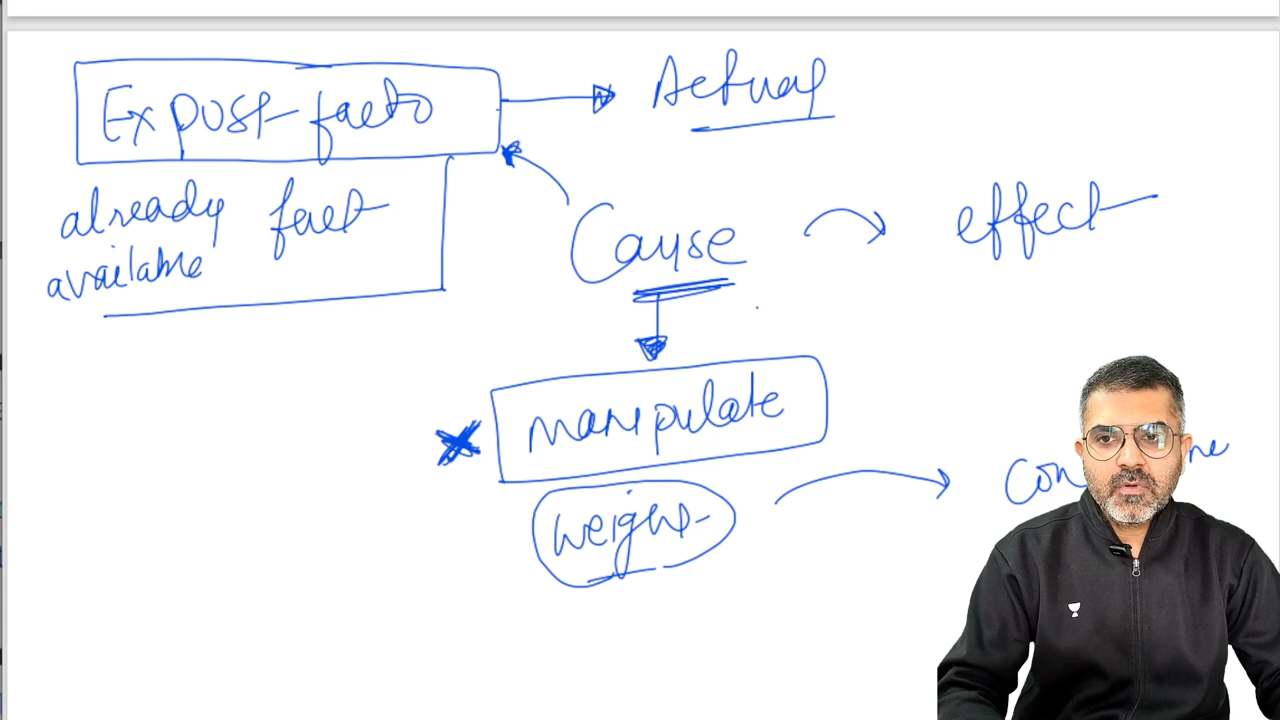 Ex post-facto
Actual
already fact
available
Cause
effect
manipulate
weight